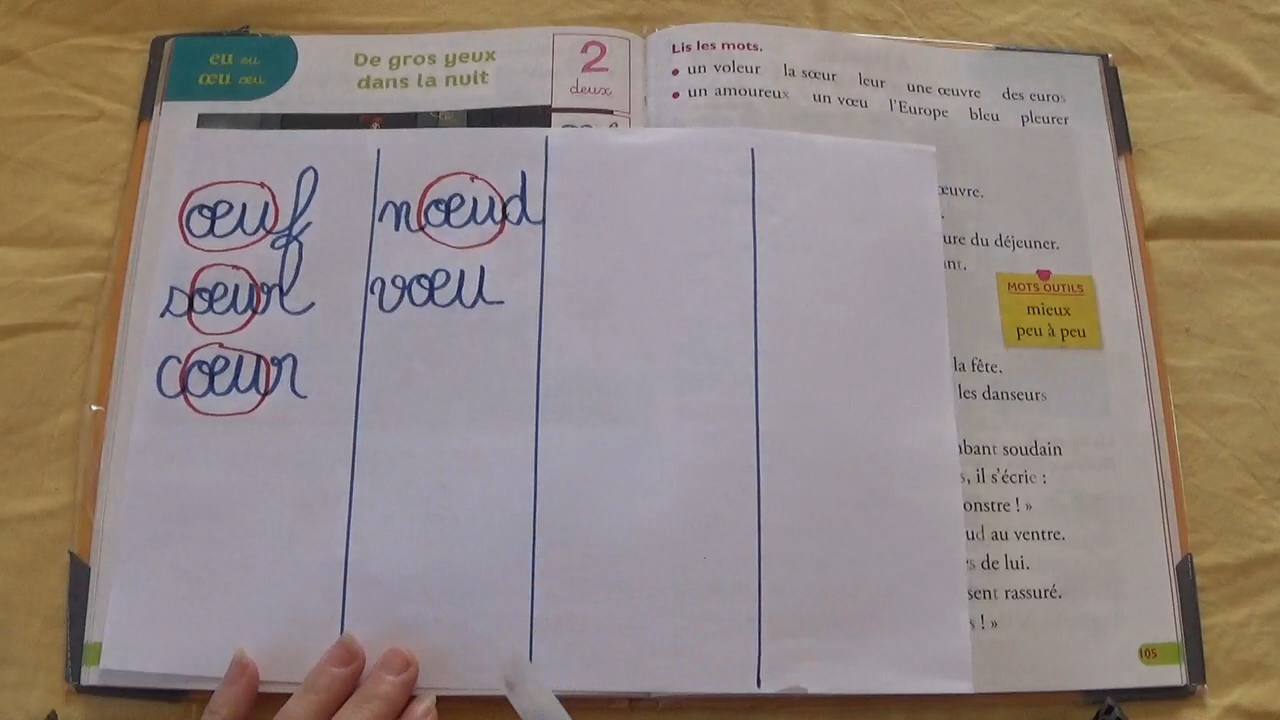 eu eu
œu œu
De gros yeux
dans la nuit
2
deux
Lis les mots.
• un voleur la sœur leur une œuvre des euros
• un amoureux un vœu l'Europe bleu pleurer
œuf
sœur
cœur
nœud
vœu
œuvre.
ure du déjeuner.
nt.
MOTS OUTILS
mieux
peu à peu
la fête.
les danseurs
bant soudain
s, il s'écrie :
onstre ! »
ud au ventre.
s de lui.
sent rassuré.
s ! »
105